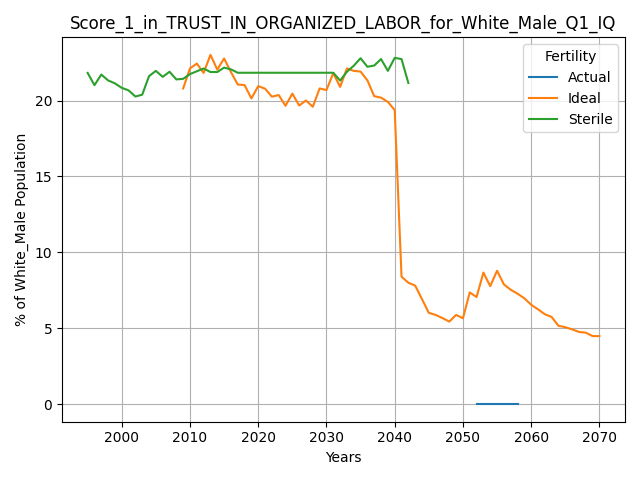 Score_1_in_TRUST_IN_ORGANIZED_LABOR_for_White_Male_Q1_IQ
Fertility
Actual
Ideal
Sterile
% of White_Male Population
20
15
10
5
0
2000 2010 2020 2030 2040 2050 2060 2070
Years